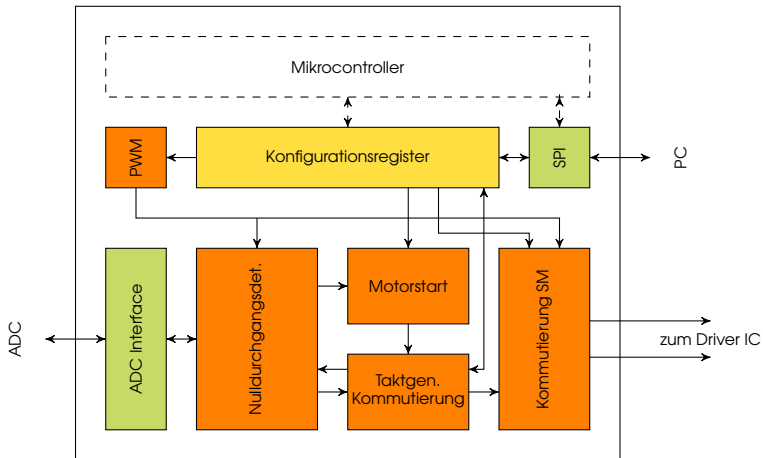 Mikrocontroller
PWM
Konfigurationsregister
SPI
PC
ADC
ADC Interface
Nulldurchgangsdet.
Motorstart
Taktgen.
Kommutierung
Kommutierung SM
zum Driver IC